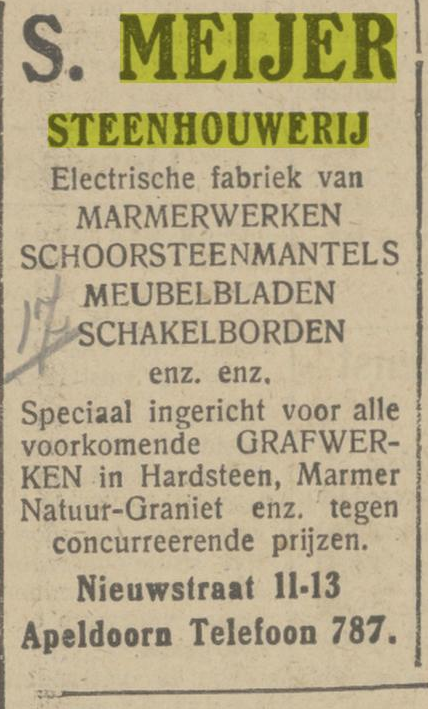 S. MEIJER
STEENHOUWERIJ
Electrische fabriek van
MARMERWERKEN
SCHOORSTEENMANTELS
MEUBELBLADEN
17
SCHAKELBORDEN
enz. enz.
Speciaal ingericht voor alle
voorkomende GRAFWER-
KEN in Hardsteen, Marmer
Natuur-Graniet enz. tegen
concurreerende prijzen.
Nieuwstraat 11-13
Apeldoorn Telefoon 787.